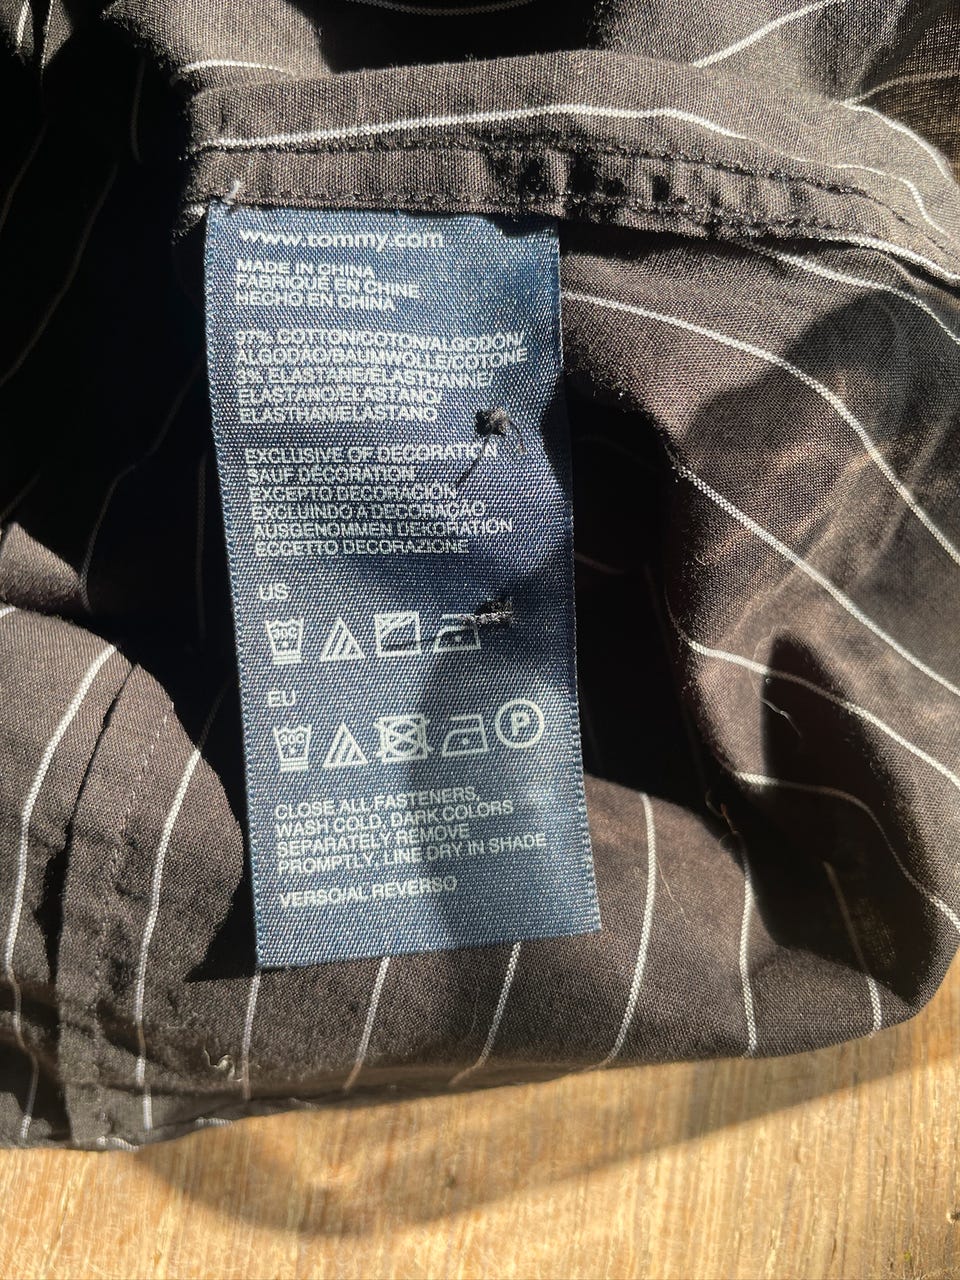 www.tommy.com
MADE IN CHINA
FABRIQUÉ EN CHINE
HECHO EN CHINA
97% COTTON/COTON/ALGODÓN/
ALGODÃO/BAUMWOLLE/COTONE
3% ELASTANE/ELASTHANNE/
ELASTANO/ELASTANO/
ELASTHAN/ELASTANO
EXCLUSIVE OF DECORATION
SAUF DÉCORATION
EXCEPTO DECORACIÓN
EXCLUINDO A DECORAÇÃO
AUSGENOMMEN DEKORATION
ECCETTO DECORAZIONE
US
EU
P
CLOSE ALL FASTENERS,
WASH COLD, DARK COLORS
SEPARATELY REMOVE
PROMPTLY, LINE DRY IN SHADE
VERSO/AL REVERSO